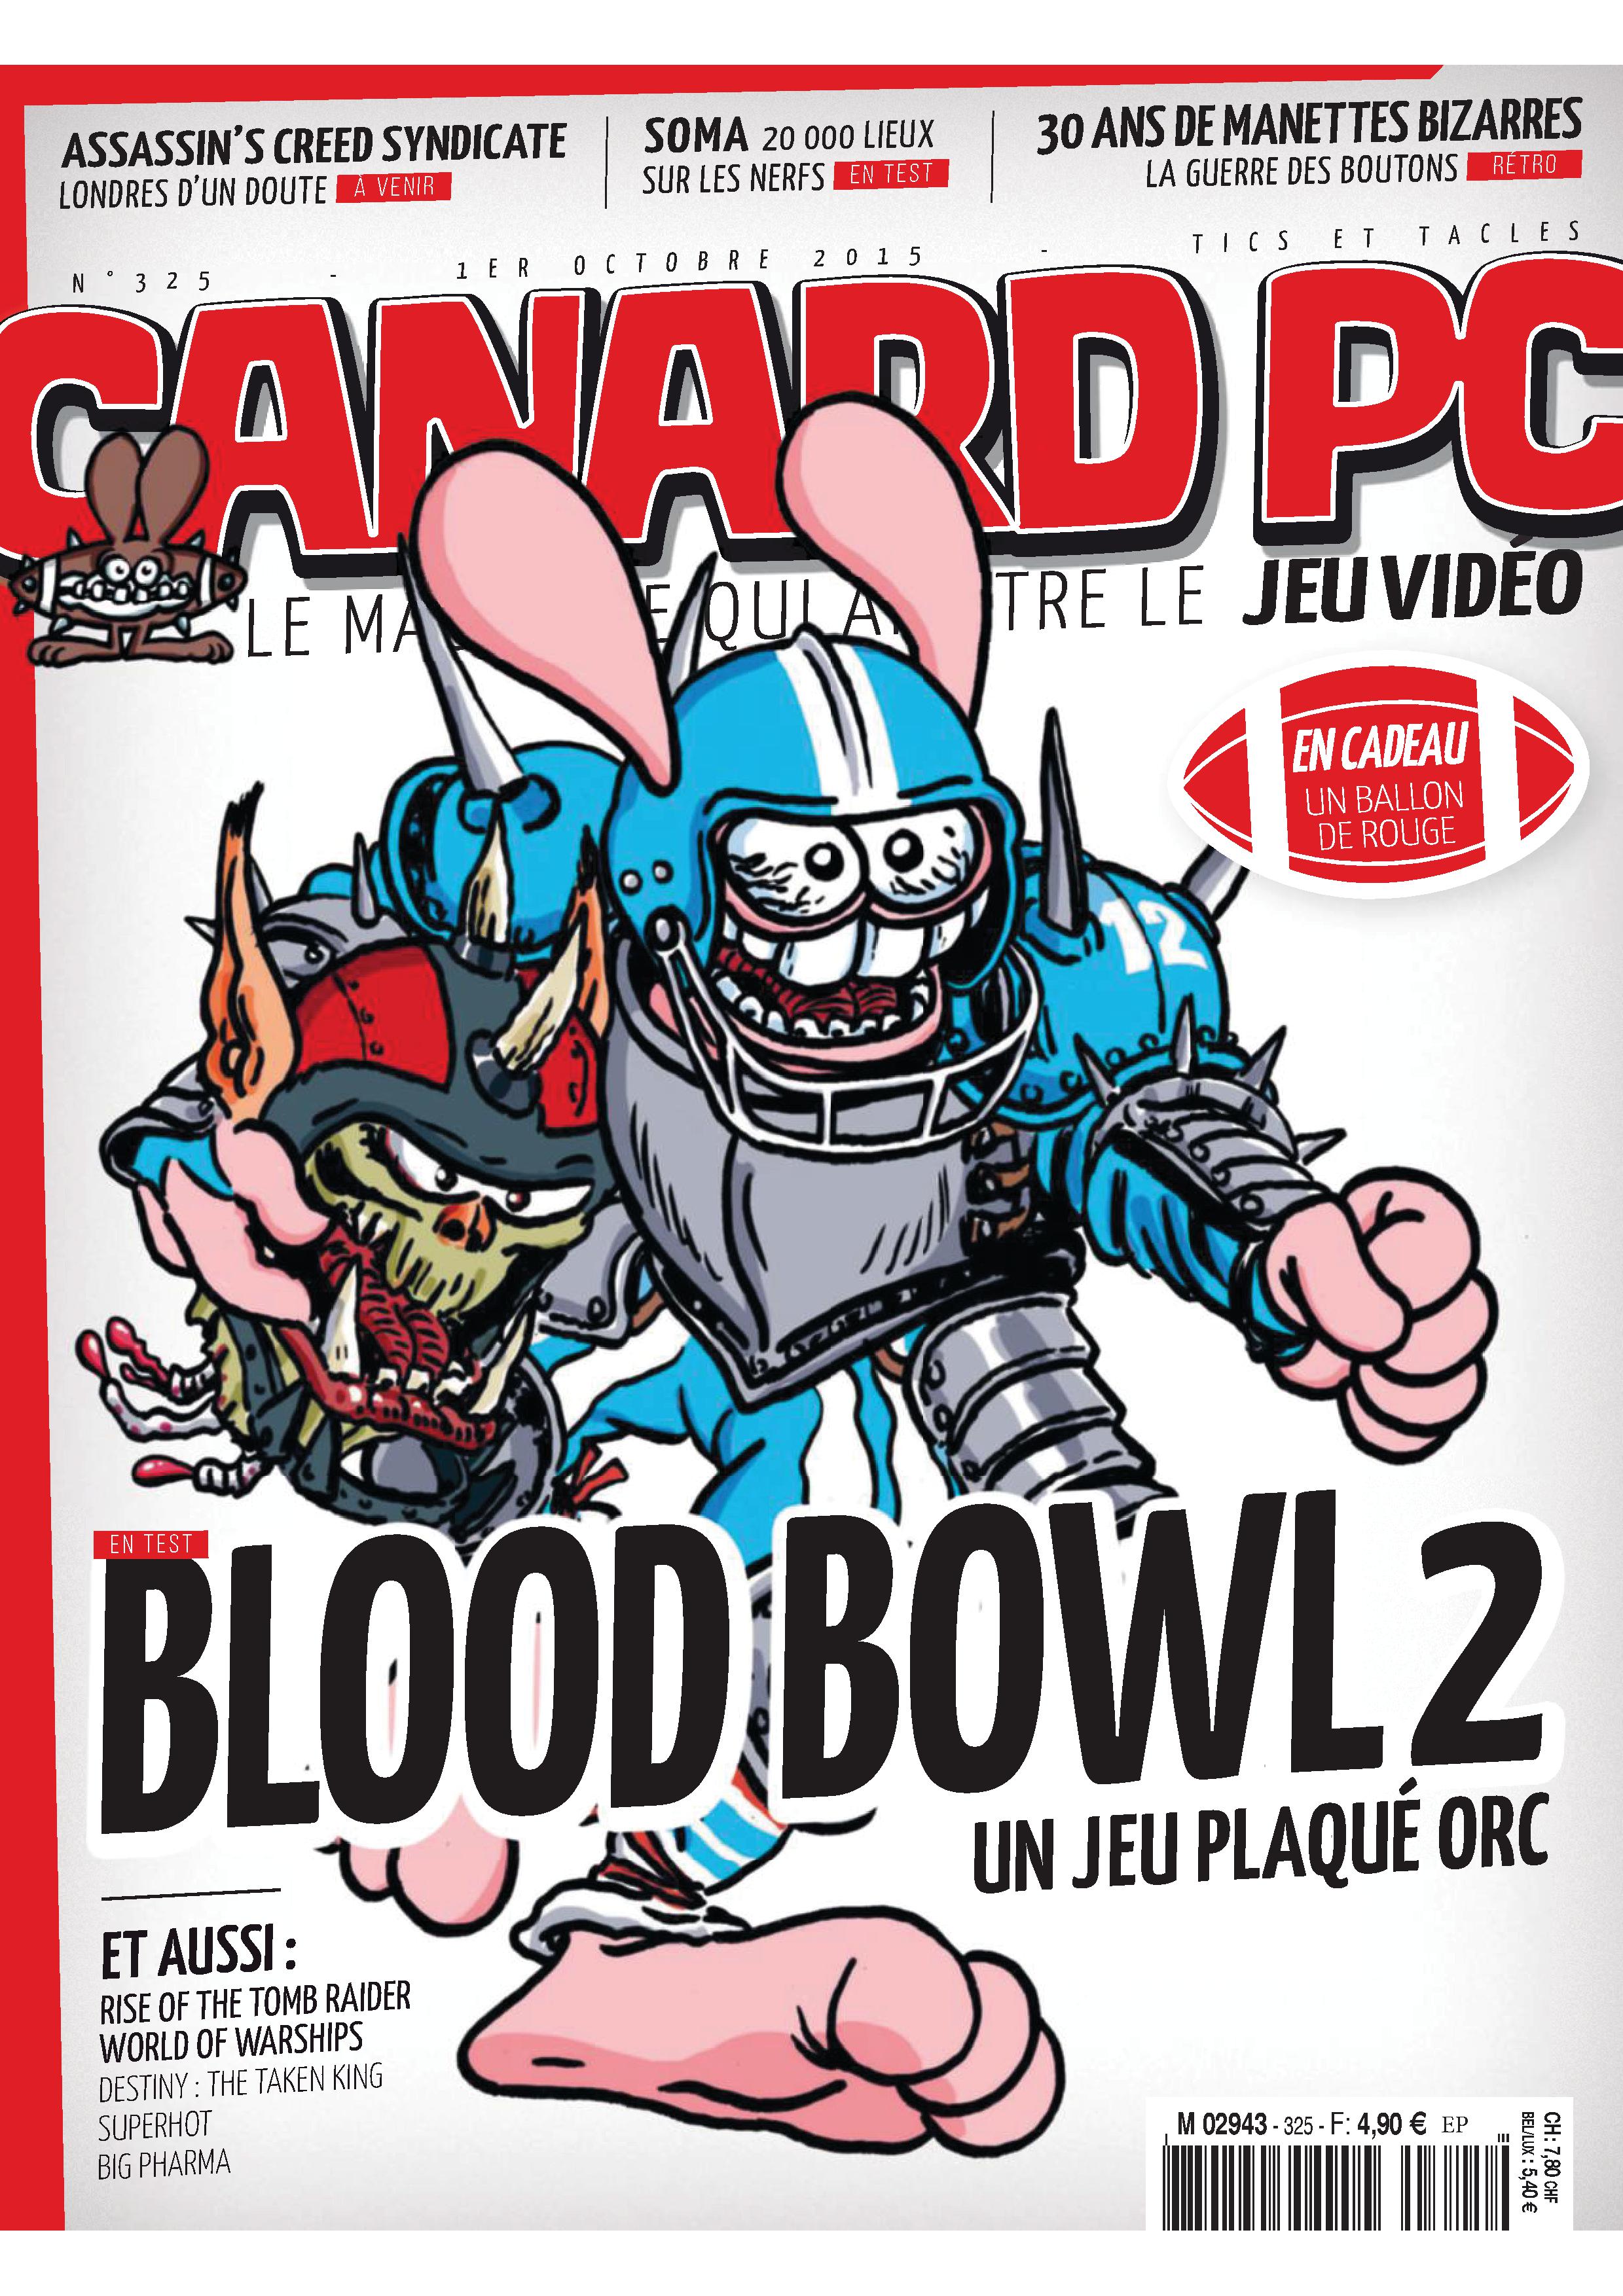 ASSASSIN'S CREED SYNDICATE
LONDRES D'UN DOUTE À VENIR
SOMA 20 000 LIEUX
SUR LES NERFS EN TEST
30 ANS DE MANETTES BIZARRES
LA GUERRE DES BOUTONS RÉTRO
N°325 - 1ER OCTOBRE 2015 - TICS ET TACLES
CANARD PC
LE QUI LE JEU VIDÉO
EN CADEAU
UN BALLON
DE ROUGE
12
EN TEST
BLOOD BOWL 2
UN JEU PLAQUÉ ORC
ET AUSSI :
RISE OF THE TOMB RAIDER
WORLD OF WARSHIPS
DESTINY : THE TAKEN KING
SUPERHOT
BIG PHARMA
M 02943 - 325 - F: 4,90 € EP
CH : 7,80 CHF
BEL/LUX : 5,40 €